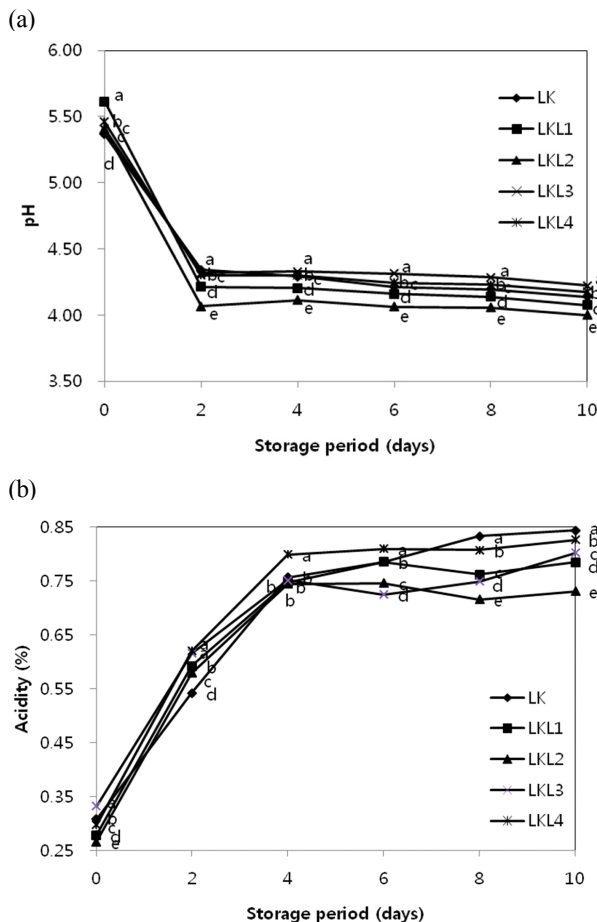 (a)
6.00
5.50
5.00
4.50
4.00
3.50
pH
a
b
c
c
d
a
b
c
d
e
a
b
c
d
e
a
b
c
d
e
a
b
c
d
e
a
b
e
LK
LKL1
LKL2
LKL3
LKL4
0 2 4 6 8 10
Storage period (days)
(b)
0.85
0.75
0.65
0.55
0.45
0.35
0.25
Acidity (%)
a
b
c
d
e
a
a
b
c
d
a
b
b
b
b
a
b
c
d
a
b
d
e
a
b
c
d
e
LK
LKL1
LKL2
LKL3
LKL4
0 2 4 6 8 10
Storage period (days)